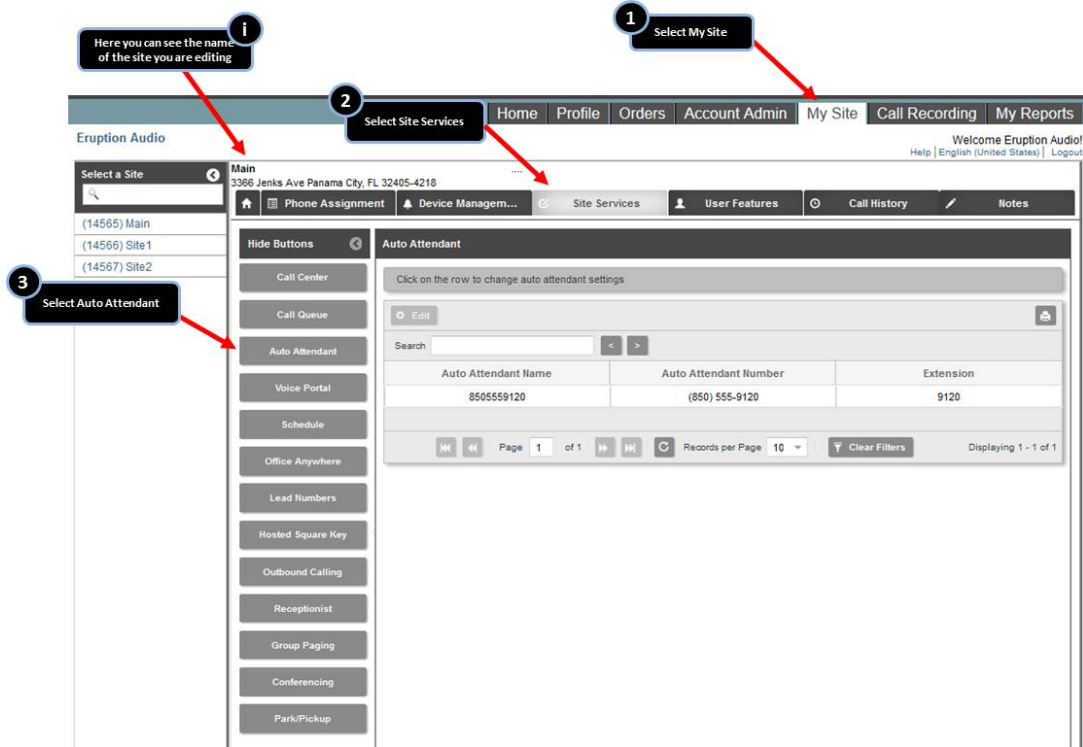 i
Here you can see the name
of the site you are editing
1
Select My Site
2
Select Site Services
Home Profile Orders Account Admin My Site Call Recording My Reports
Eruption Audio
Welcome Eruption Audio!
Help | English (United States) | Logout
Select a Site
Main
....
3366 Jenks Ave Panama City, FL 32405-4218
Phone Assignment Device Managem... Site Services User Features Call History Notes
(14565) Main
(14566) Site1
(14567) Site2
3
Select Auto Attendant
Hide Buttons
Call Center
Call Queue
Auto Attendant
Voice Portal
Schedule
Office Anywhere
Lead Numbers
Hosted Square Key
Outbound Calling
Receptionist
Group Paging
Conferencing
Park/Pickup
Auto Attendant
Click on the row to change auto attendant settings
Edit
Search < >
Auto Attendant Name Auto Attendant Number Extension
8505559120 (850) 555-9120 9120
Page 1 of 1 Records per Page 10 Clear Filters Displaying 1 - 1 of 1